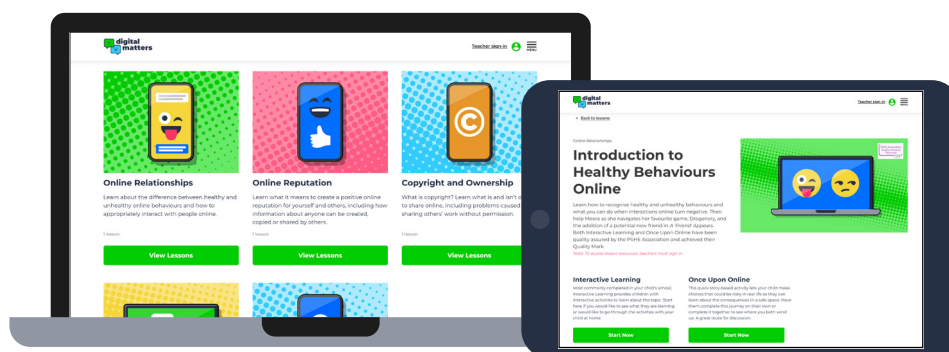 digital
matters
Teacher sign-in
MENU
Online Relationships
Learn about the difference between healthy and
unhealthy online behaviours and how to
appropriately interact with people online.
1 lesson
View Lessons
Online Reputation
Learn what it means to create a positive online
reputation for yourself and others, including how
information about anyone can be created,
copied or shared by others.
1 lesson
View Lessons
Copyright and Ownership
What is copyright? Learn what is and isn't
to share online, including problems caused
sharing others' work without permission.
1 lesson
View Lessons
digital
matters
Teacher sign-in
Back to lessons
Online Relationships
Introduction to
Healthy Behaviours
Online
Learn how to recognise healthy and unhealthy
behaviours and
what you can do when interactions online turn negative. Then
help Meera as she navigates her favourite game, Dragenory, and
the addition of a potential new friend in A 'Friend' Appears.
Both Interactive Learning and Once Upon Online have been
quality assured by the PSHE Association and achieved their
Quality Mark.
Note: To access lesson resources, teachers must sign in.
Interactive Learning
Most commonly completed in your child's school,
Interactive Learning provides children with
interactive activities to learn about the topic. Start
here if you would like to see what they are learning
or would like to go through the activities with your
child at home.
Start Now
Once Upon Online
This quick story-based activity lets your child make
choices that could be risky in real life so they can
learn about the consequences in a safe space. Have
them complete this journey on their own or
complete it together to see where you both wind
up. A great route for discussion.
Start Now